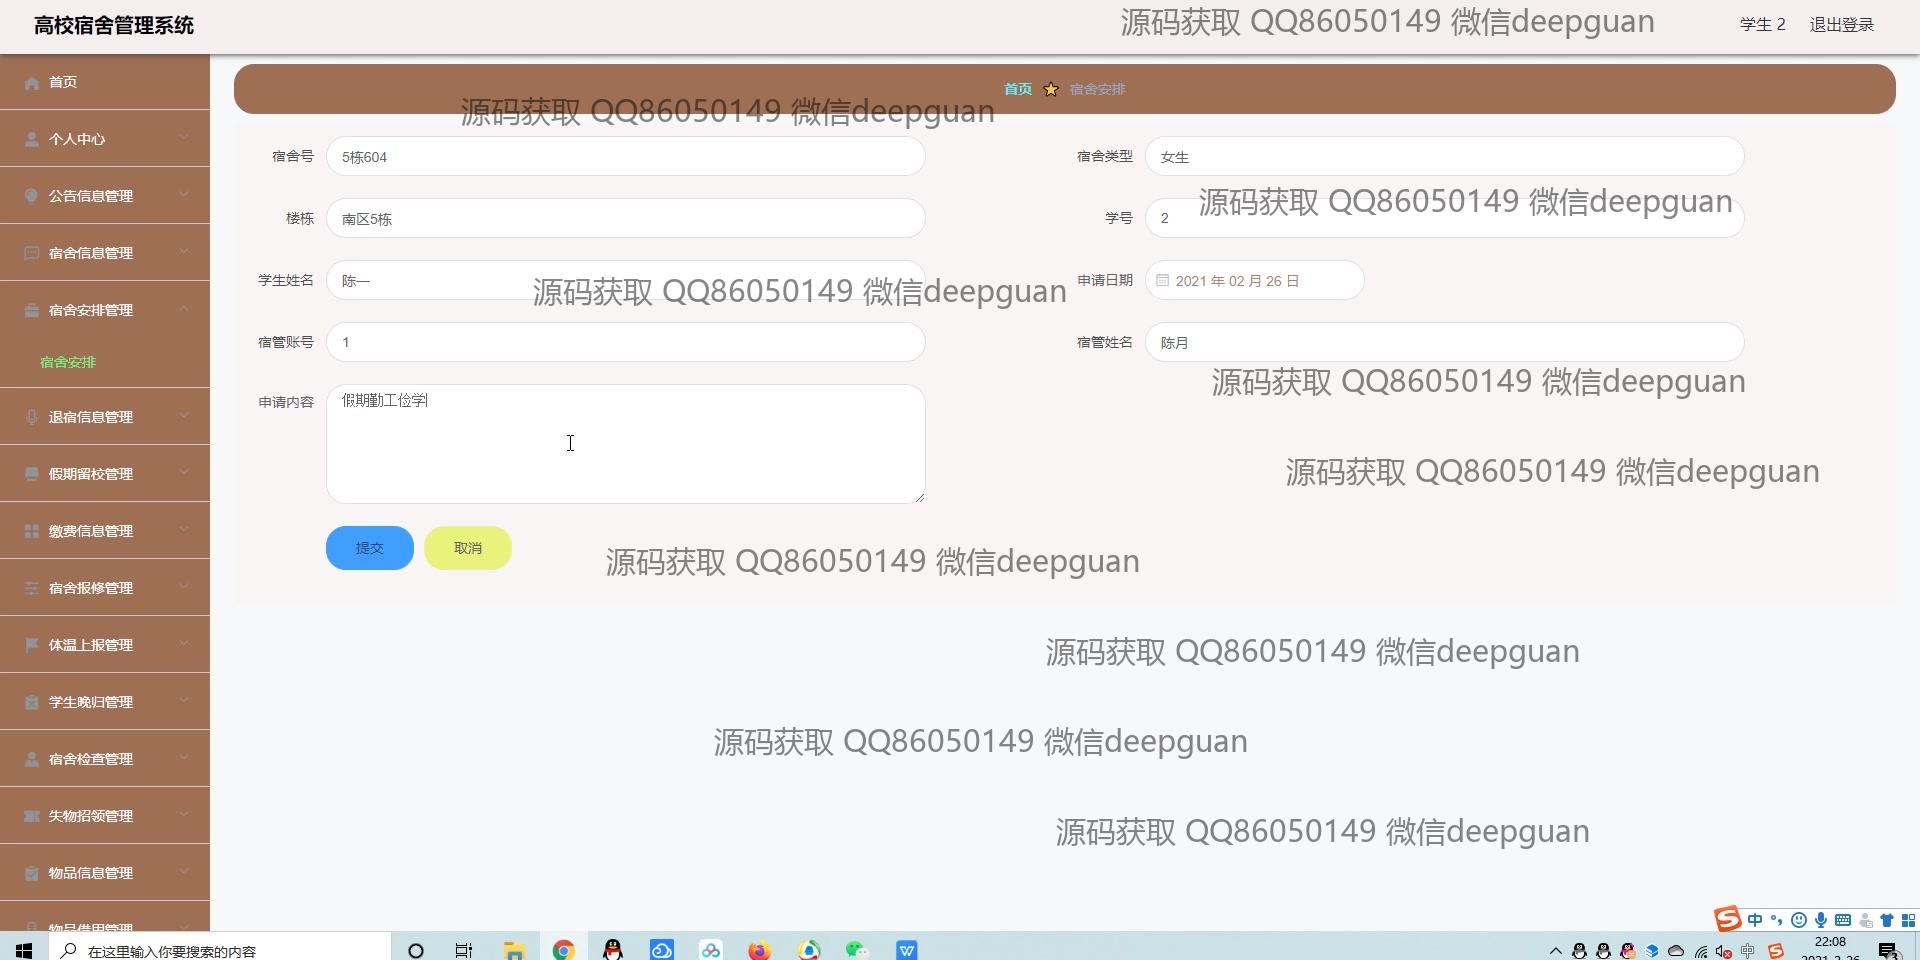 高校宿舍管理系统
源码获取 QQ86050149 微信deepguan
学生 2
退出登录
首页
首页
宿舍安排
个人中心
源码获取 QQ86050149 微信deepguan
宿舍号
5栋604
宿舍类型
女生
公告信息管理
源码获取 QQ86050149 微信deepguan
楼栋
南区5栋
学号
2
宿舍信息管理
学生姓名
陈一
源码获取 QQ86050149 微信deepguan
申请日期
2021 年 02 月 26 日
宿舍安排管理
宿管账号
1
宿管姓名
陈月
宿舍安排
源码获取 QQ86050149 微信deepguan
申请内容
假期勤工俭学
退宿信息管理
假期留校管理
源码获取 QQ86050149 微信deepguan
缴费信息管理
提交
取消
源码获取 QQ86050149 微信deepguan
宿舍报修管理
体温上报管理
源码获取 QQ86050149 微信deepguan
学生晚归管理
源码获取 QQ86050149 微信deepguan
宿舍检查管理
失物招领管理
源码获取 QQ86050149 微信deepguan
物品信息管理
物品借用管理
中
在这里输入你要搜索的内容
中
22:08
2021-2-26